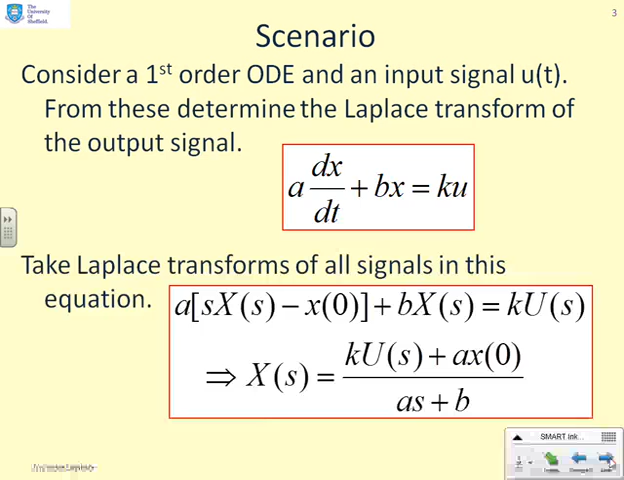 The
University
Of
Sheffield.
3
Scenario
Consider a 1st order ODE and an input signal u(t).
From these determine the Laplace transform of
the output signal.
a dx/dt + bx = ku
Take Laplace transforms of all signals in this
equation.
a[sX(s) − x(0)] + bX(s) = kU(s)
⇒ X(s) = (kU(s) + ax(0))/(as + b)
SMART Ink...